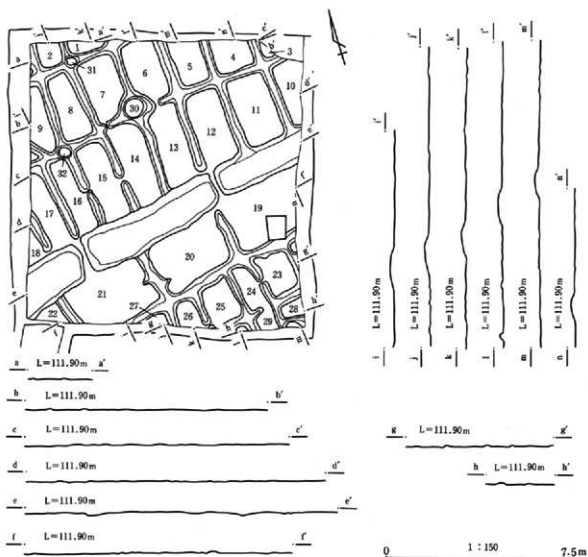 a'
b'
c'
2
1
31
3
4
5
6
7
8
9
10
11
12
13
14
15
16
17
18
19
20
21
22
23
24
25
26
27
28
29
30
32
a
b
c
d
e
d'
e'
f
g'
h'
g
h
i'
j'
k'
l'
m'
n'
L=111.90m
L=111.90m
L=111.90m
L=111.90m
L=111.90m
L=111.90m
i
j
k
l
m
n
a L=111.90m a'
b L=111.90m b'
c L=111.90m c'
d L=111.90m d'
e L=111.90m e'
f L=111.90m f'
g L=111.90m g'
h L=111.90m h'
0 1:150 7.5m